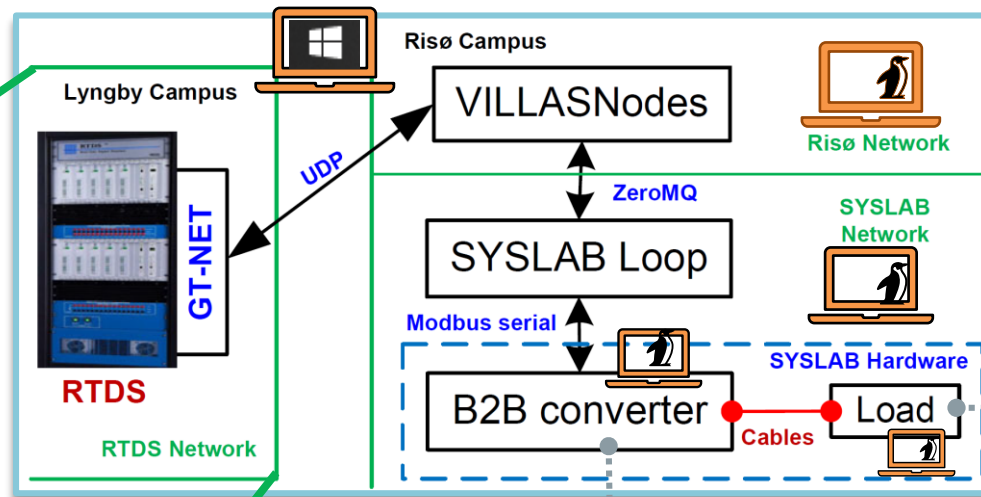 Risø Campus
Lyngby Campus
VILLASNodes
Risø Network
UDP
ZeroMQ
GT-NET
SYSLAB
Network
SYSLAB Loop
Modbus serial
SYSLAB Hardware
RTDS
B2B converter
Load
Cables
RTDS Network